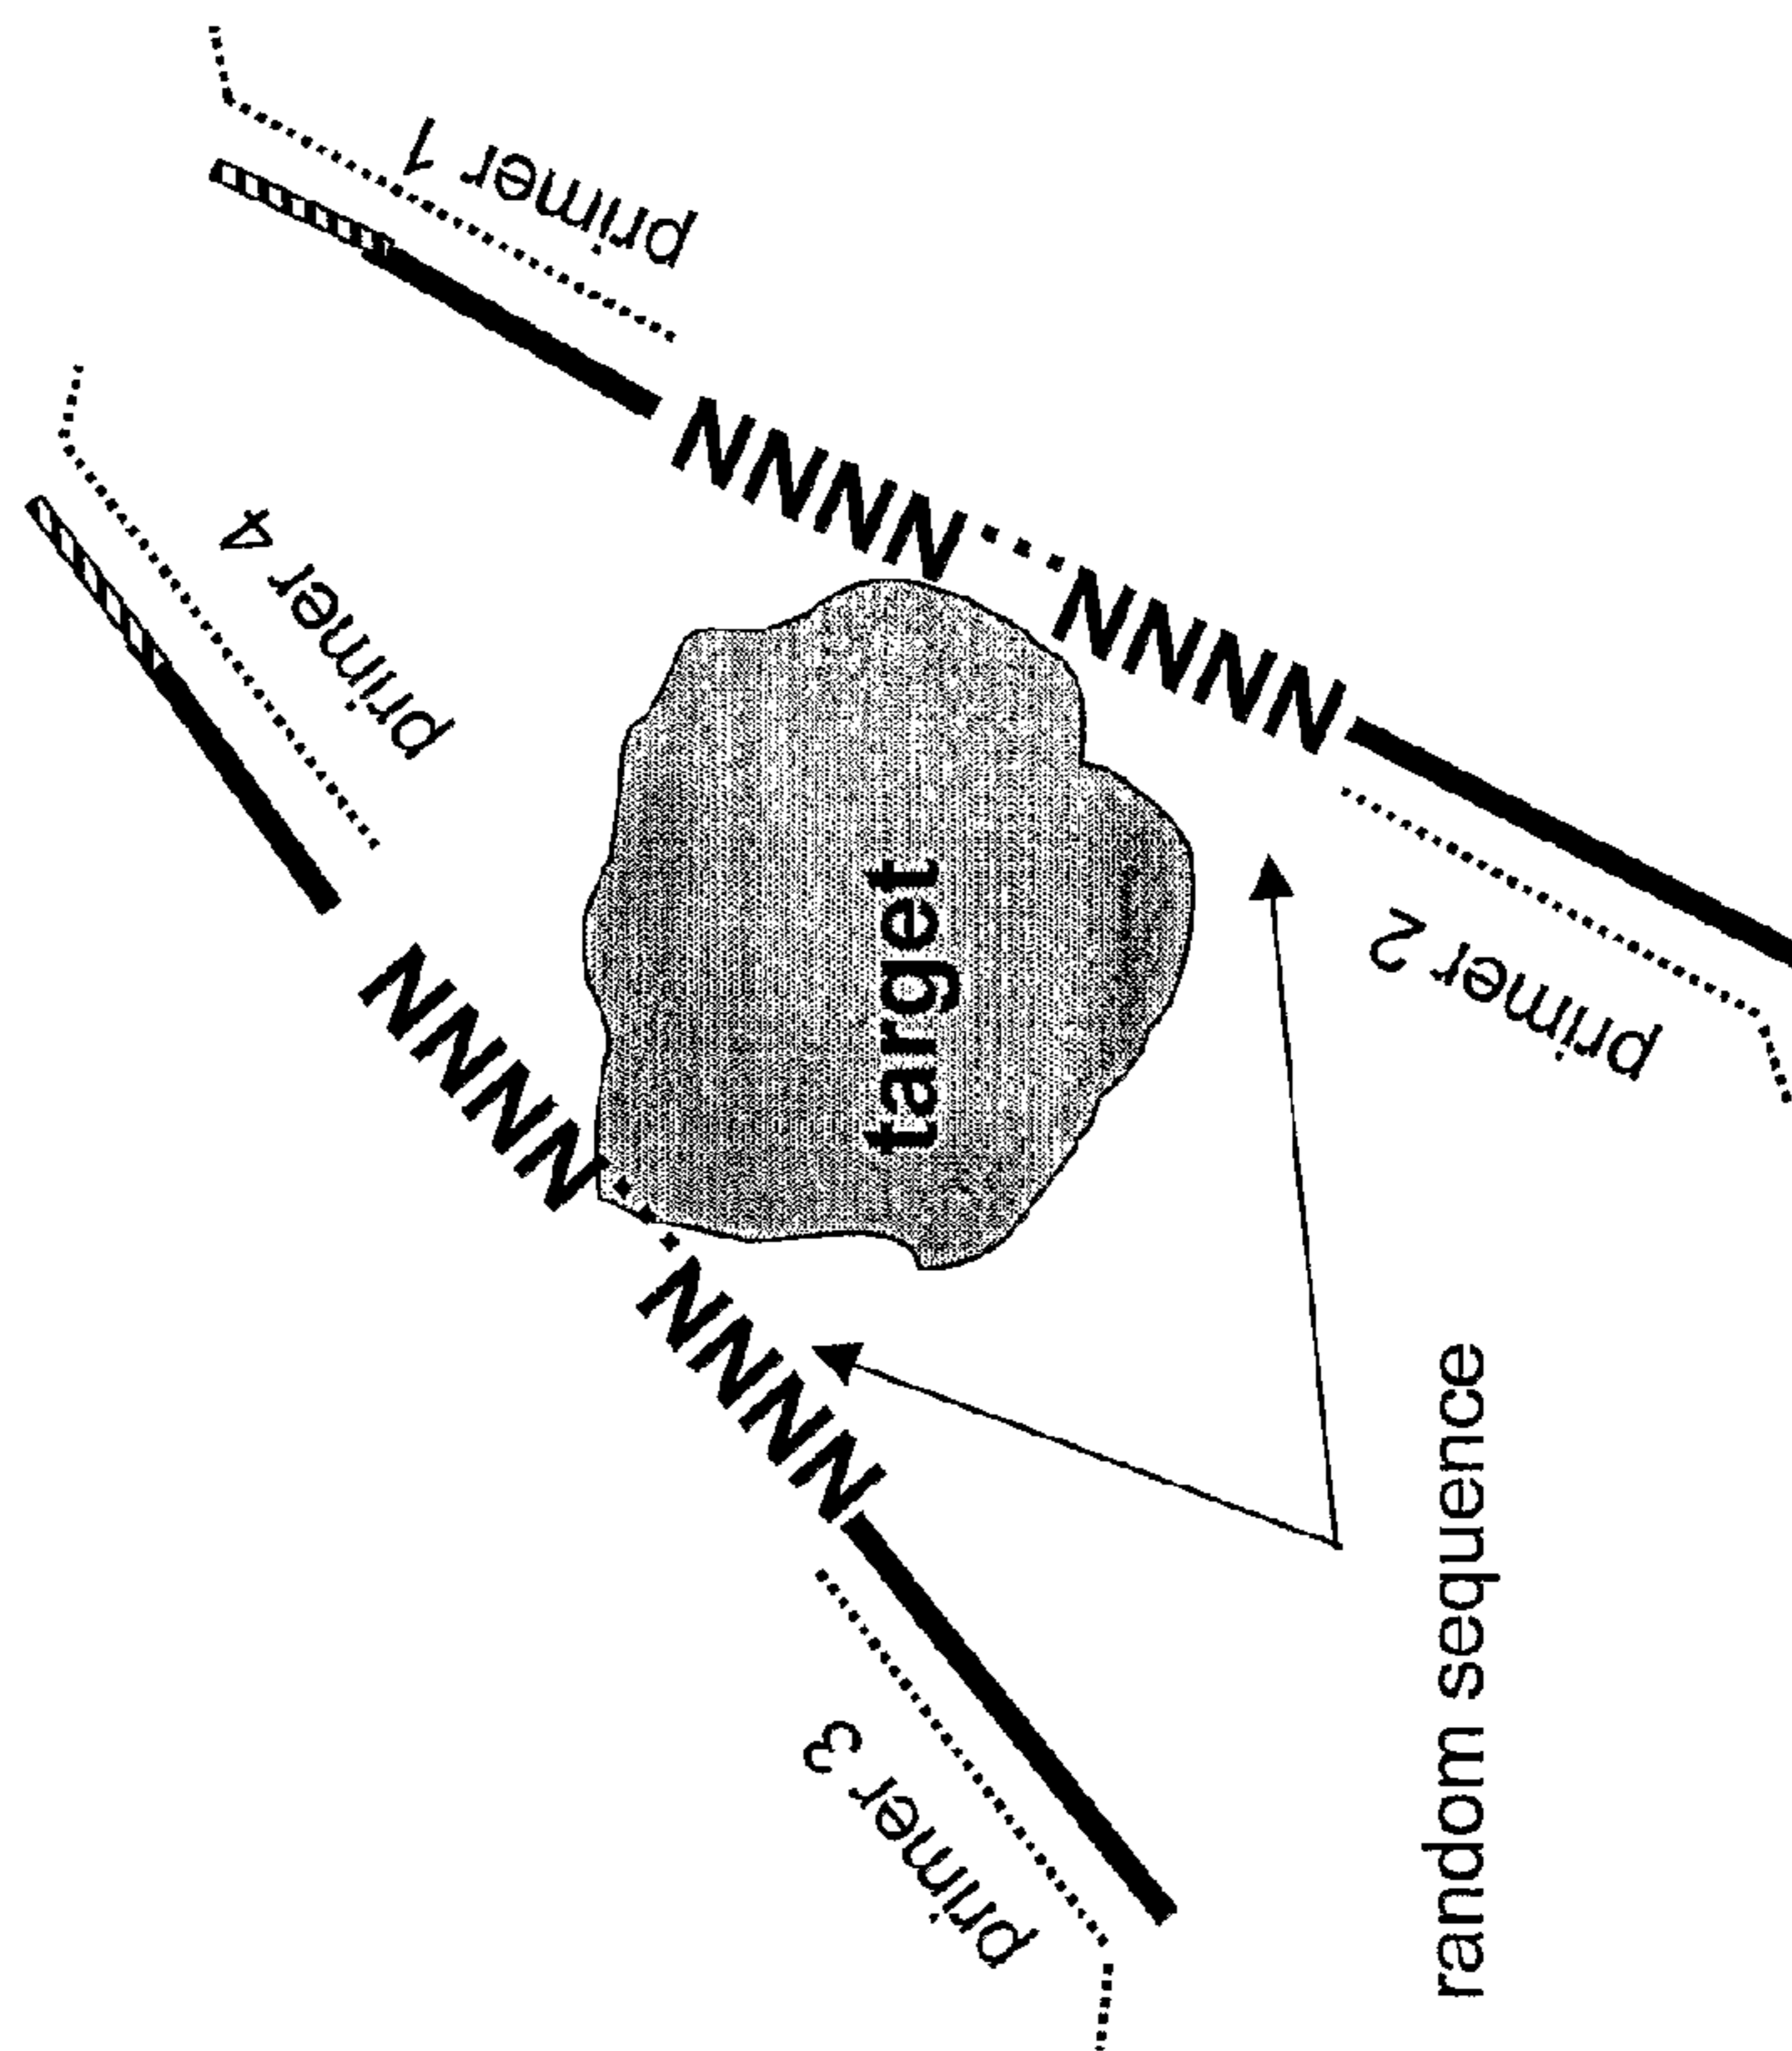 primer 4
primer 3
NNNN....NNNN
primer 1
target
NNNN....NNNN
primer 2
random sequence